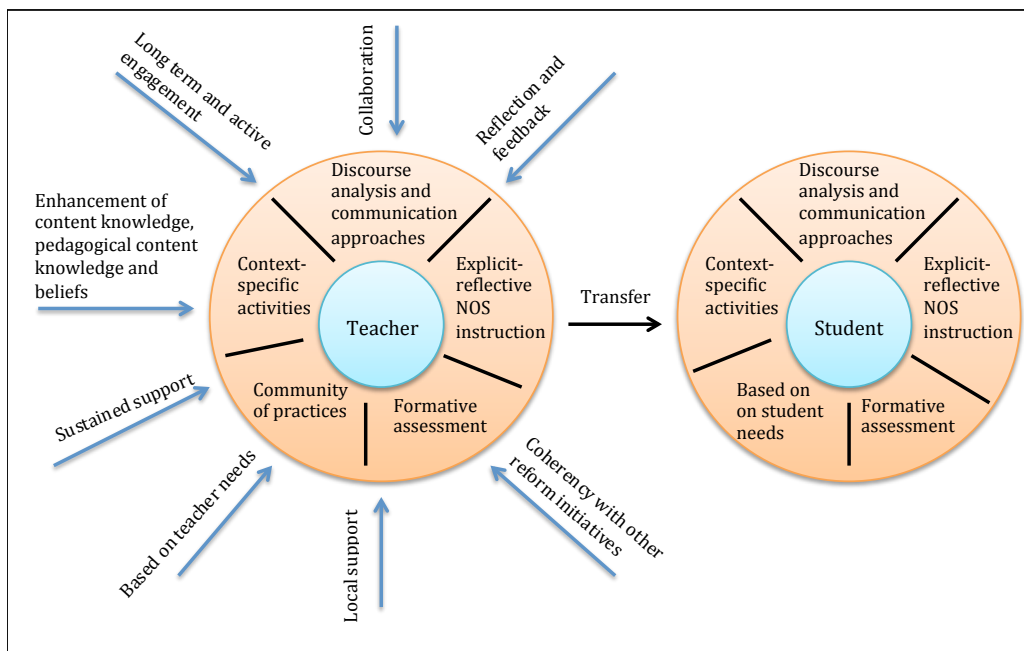 Long term and active
engagement
Collaboration
Reflection and
feedback
Enhancement of
content knowledge,
pedagogical content
knowledge and
beliefs
Sustained support
Based on teacher needs
Local support
Coherency with other
reform initiatives
Discourse
analysis and
communication
approaches
Context-
specific
activities
Explicit-
reflective
NOS
instruction
Teacher
Community
of practices
Formative
assessment
Transfer
Discourse
analysis and
communication
approaches
Context-
specific
activities
Explicit-
reflective
NOS
instruction
Student
Based on
on student
needs
Formative
assessment